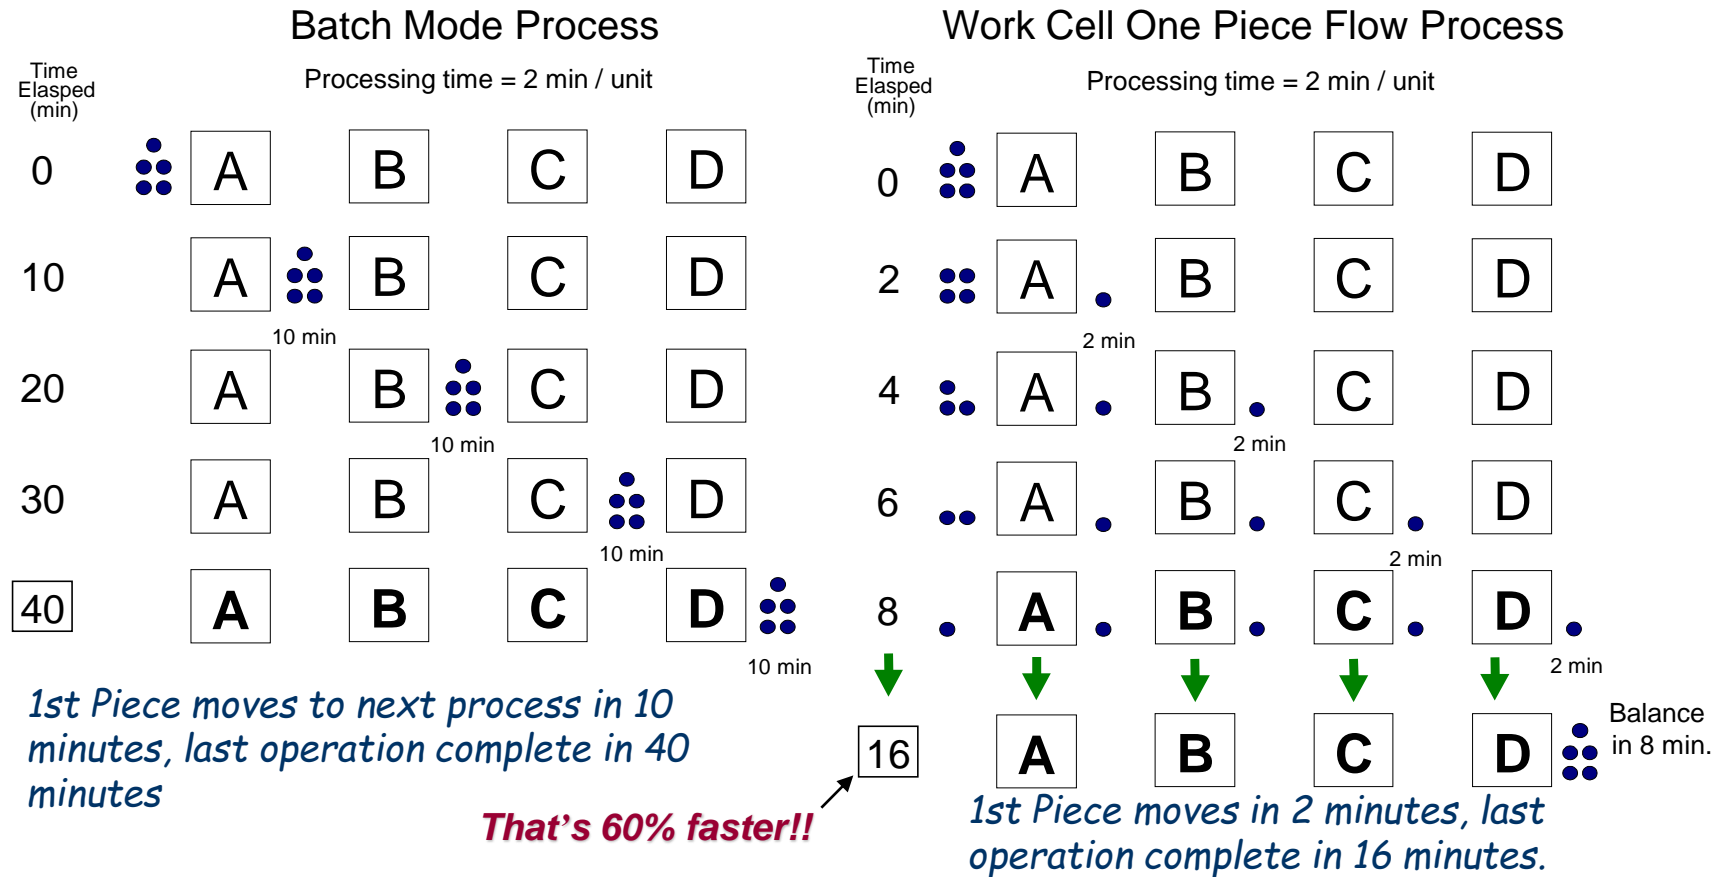 Batch Mode Process
Time
Elasped
(min)
Processing time = 2 min / unit
0 A B C D
10 A B C D
10 min
20 A B C D
10 min
30 A B C D
10 min
40 A B C D
10 min
1st Piece moves to next process in 10
minutes, last operation complete in 40
minutes
That's 60% faster!!
Work Cell One Piece Flow Process
Time
Elasped
(min)
Processing time = 2 min / unit
0 A B C D
2 A B C D
2 min
4 A B C D
2 min
6 A B C D
2 min
8 A B C D
2 min
16 A B C D
Balance
in 8 min.
1st Piece moves in 2 minutes, last
operation complete in 16 minutes.